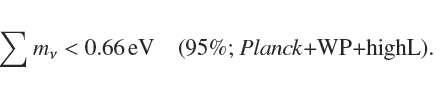 ∑ m_ν < 0.66 eV (95%; Planck+WP+highL).